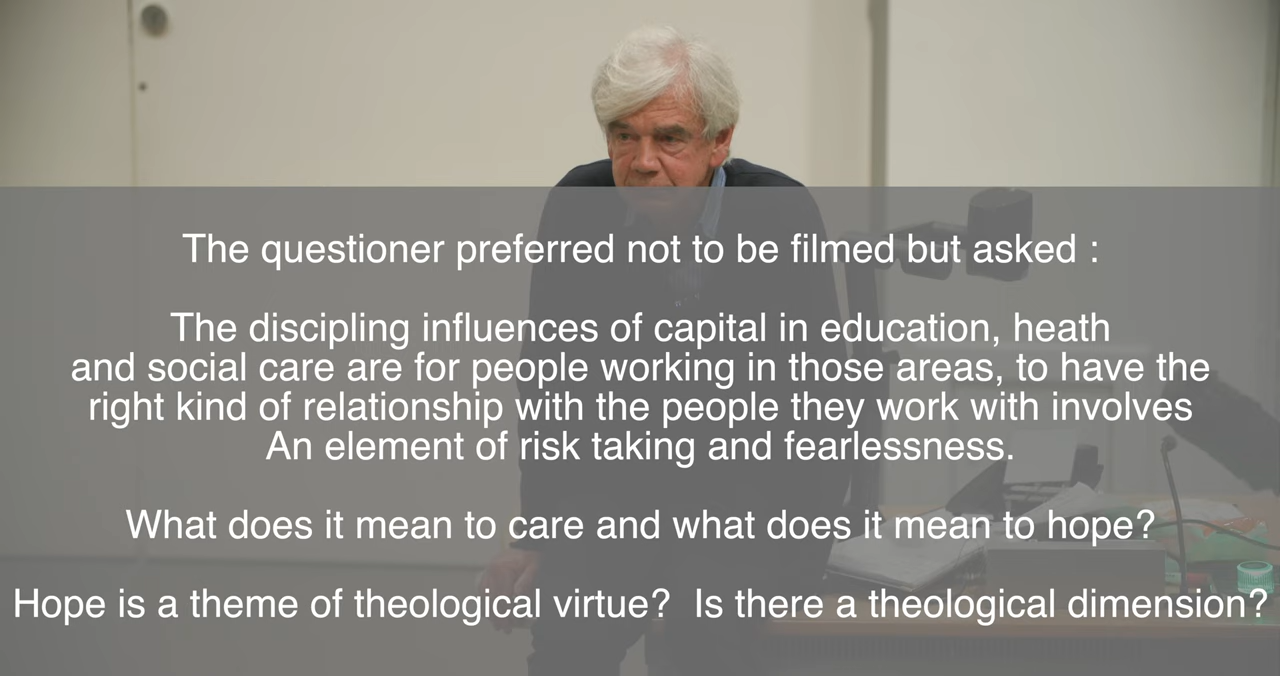 The questioner preferred not to be filmed but asked :
The discipling influences of capital in education, heath
and social care are for people working in those areas, to have the
right kind of relationship with the people they work with involves
An element of risk taking and fearlessness.
What does it mean to care and what does it mean to hope?
Hope is a theme of theological virtue?  Is there a theological dimension?